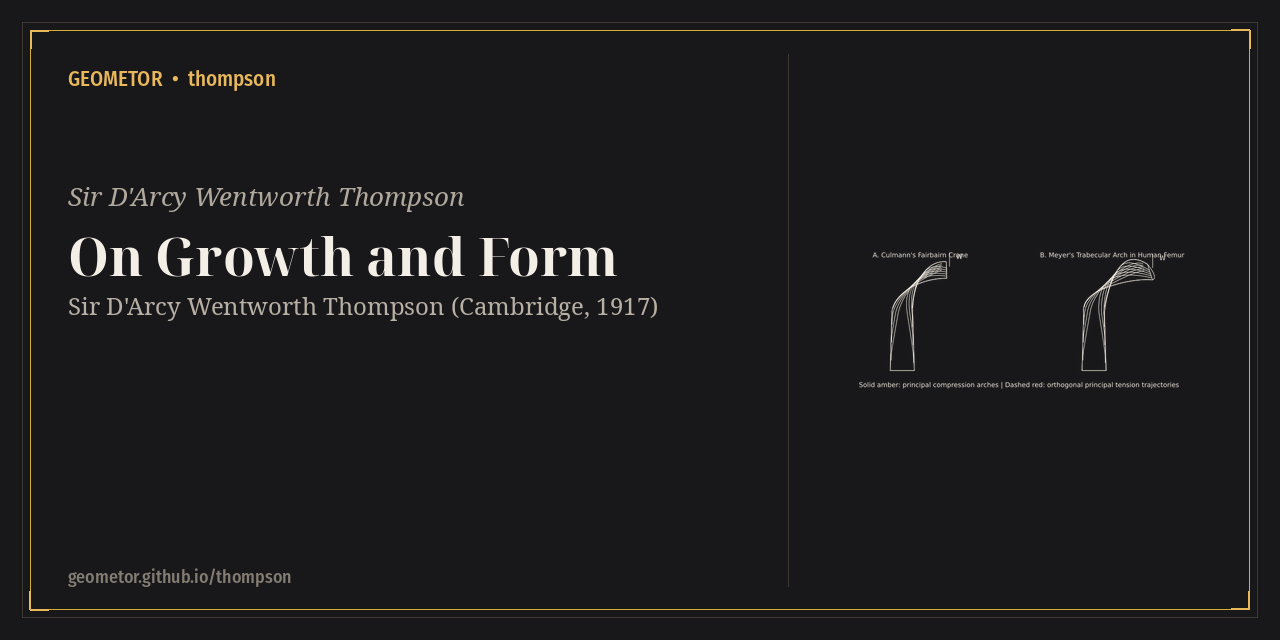 GEOMETOR • thompson
Sir D'Arcy Wentworth Thompson
On Growth and Form
Sir D'Arcy Wentworth Thompson (Cambridge, 1917)
A. Culmann's Fairbairn Crane
W
B. Meyer's Trabecular Arch in Human Femur
W
Solid amber: principal compression arches | Dashed red: orthogonal principal tension trajectories
geometor.github.io/thompson